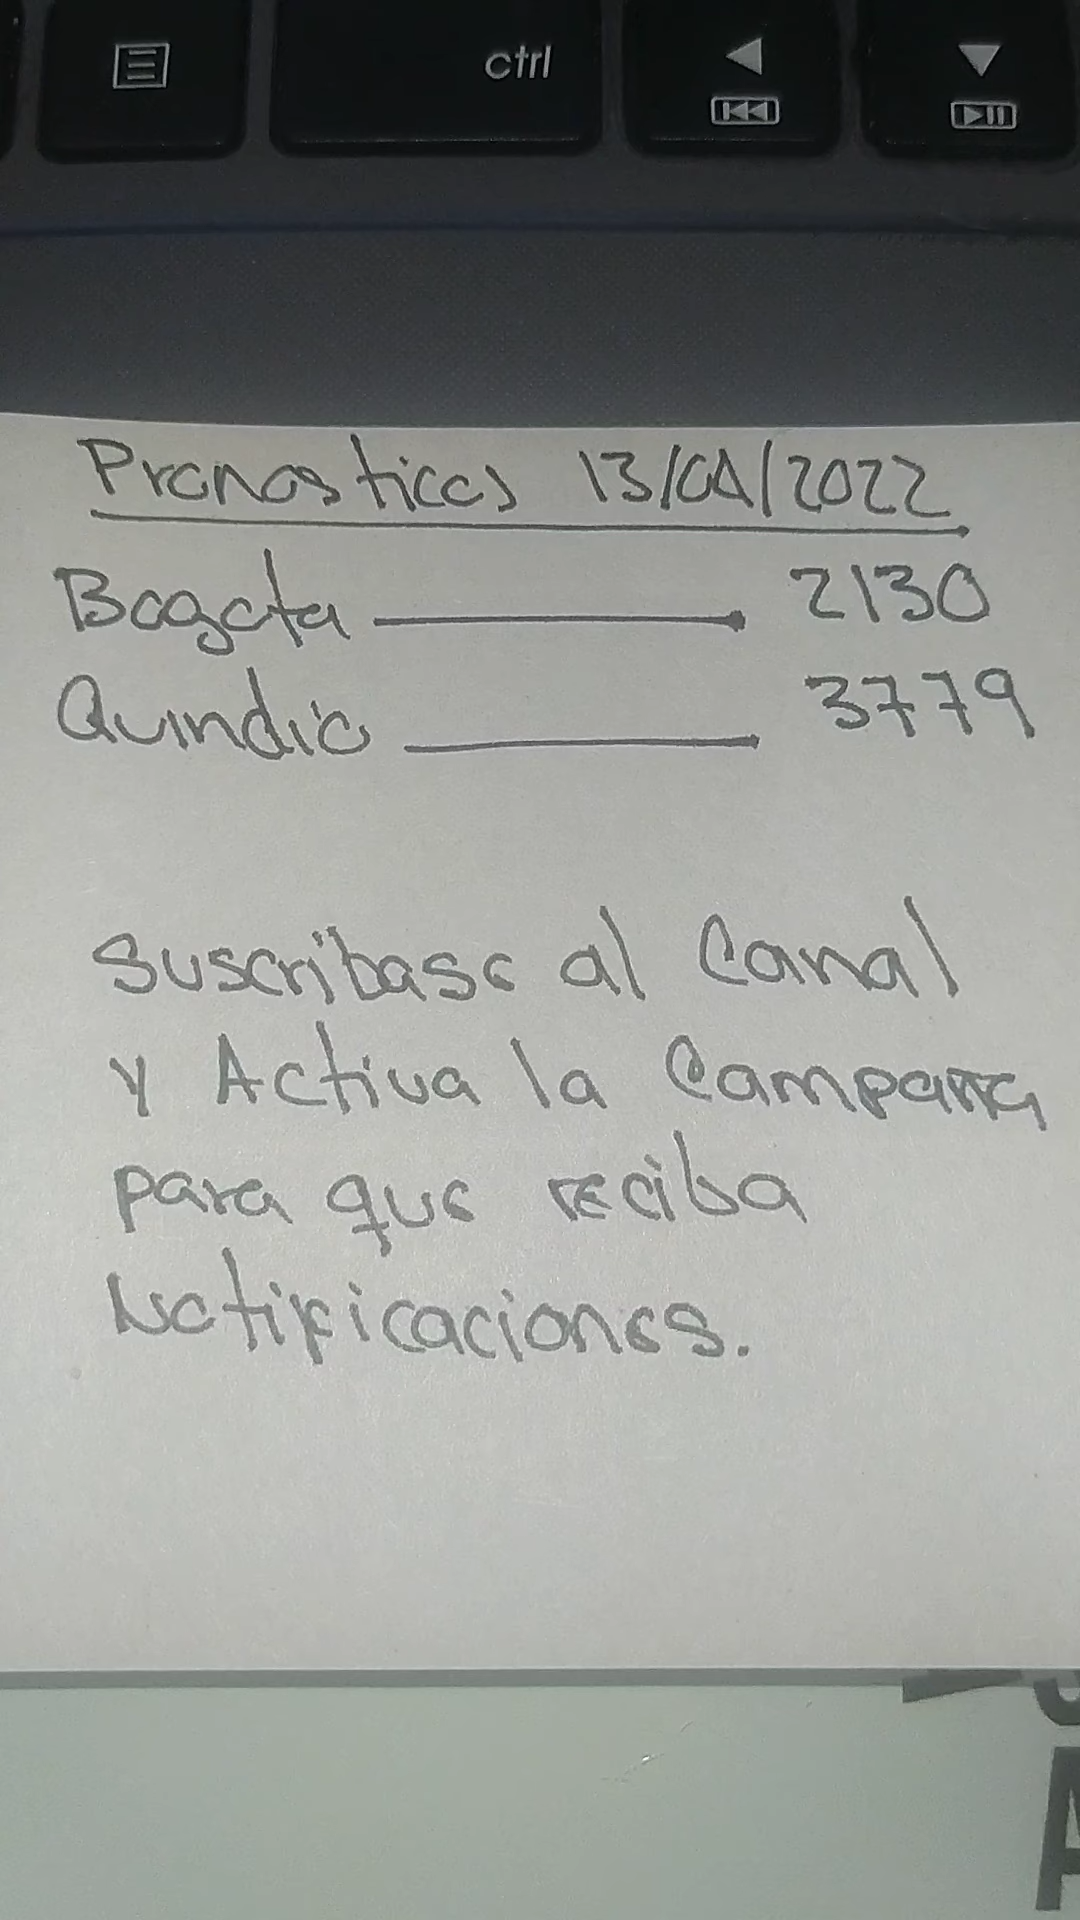 ctrl
Pronosticos 13/04/2022
Bogota 2130
Quindio 3779
Suscribase al Canal
Y Activa la Campana
para que reciba
Notificaciones.